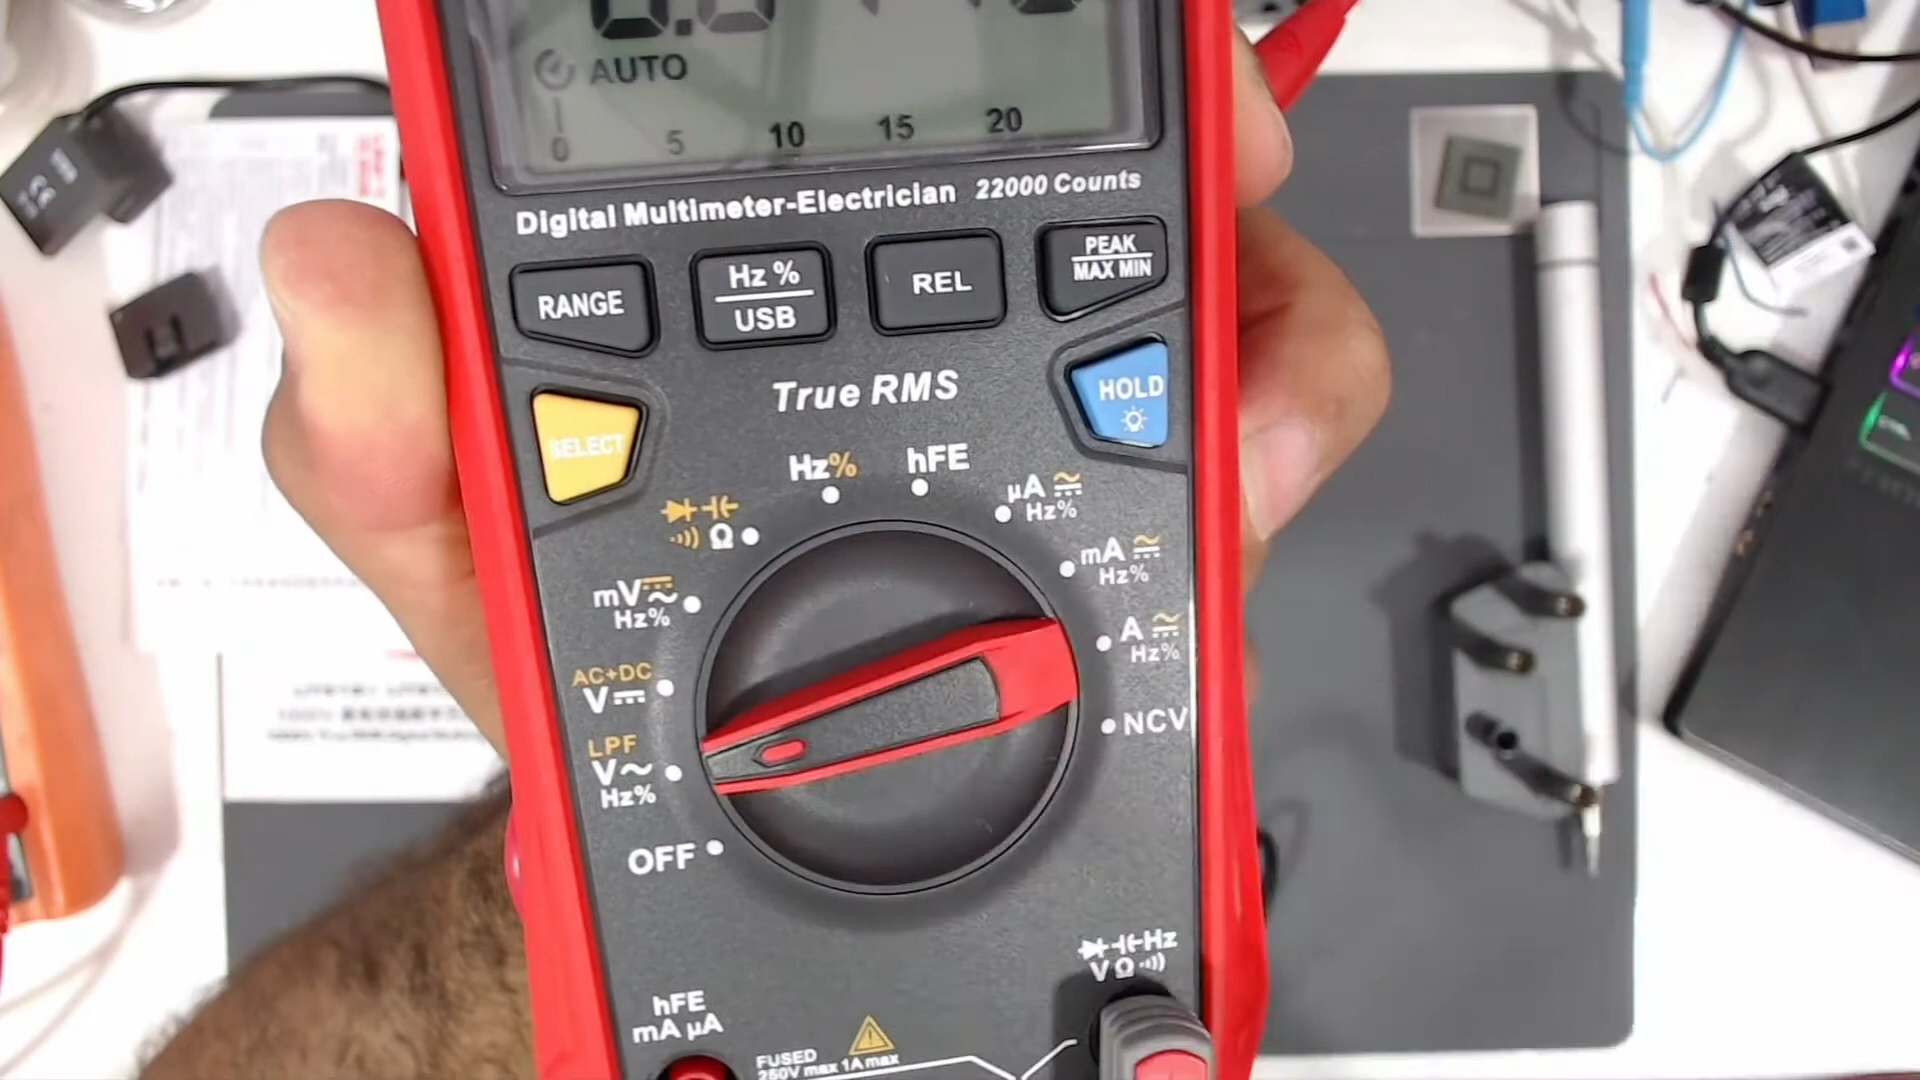 AUTO
0 5 10 15 20
Digital Multimeter-Electrician 22000 Counts
RANGE
Hz %
USB
REL
PEAK
MAX MIN
SELECT
True RMS
HOLD
Hz%
hFE
µA
Hz%
Ω
mA
Hz%
mV
Hz%
A
Hz%
AC+DC
V
NCV
LPF
V~
Hz%
OFF
Hz
V Ω
hFE
mA µA
FUSED
250V max 1A max